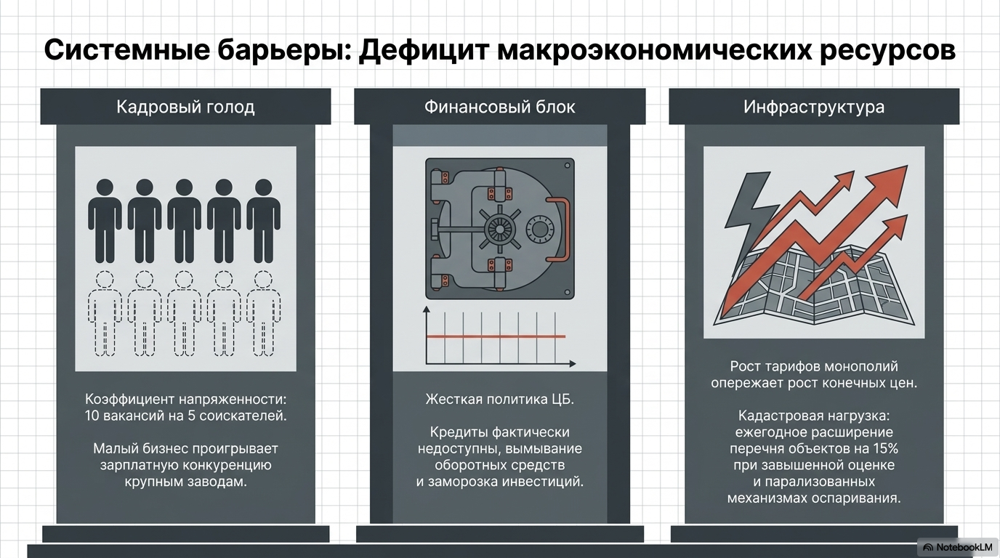 Системные барьеры: Дефицит макроэкономических ресурсов
Кадровый голод
Коэффициент напряженности:
10 вакансий на 5 соискателей.
Малый бизнес проигрывает
зарплатную конкуренцию
крупным заводам.
Финансовый блок
Жесткая политика ЦБ.
Кредиты фактически
недоступны, вымывание
оборотных средств
и заморозка инвестиций.
Инфраструктура
Рост тарифов монополий
опережает рост конечных цен.
Кадастровая нагрузка:
ежегодное расширение
перечня объектов на 15%
при завышенной оценке
и парализованных
механизмах оспаривания.
NotebookLM